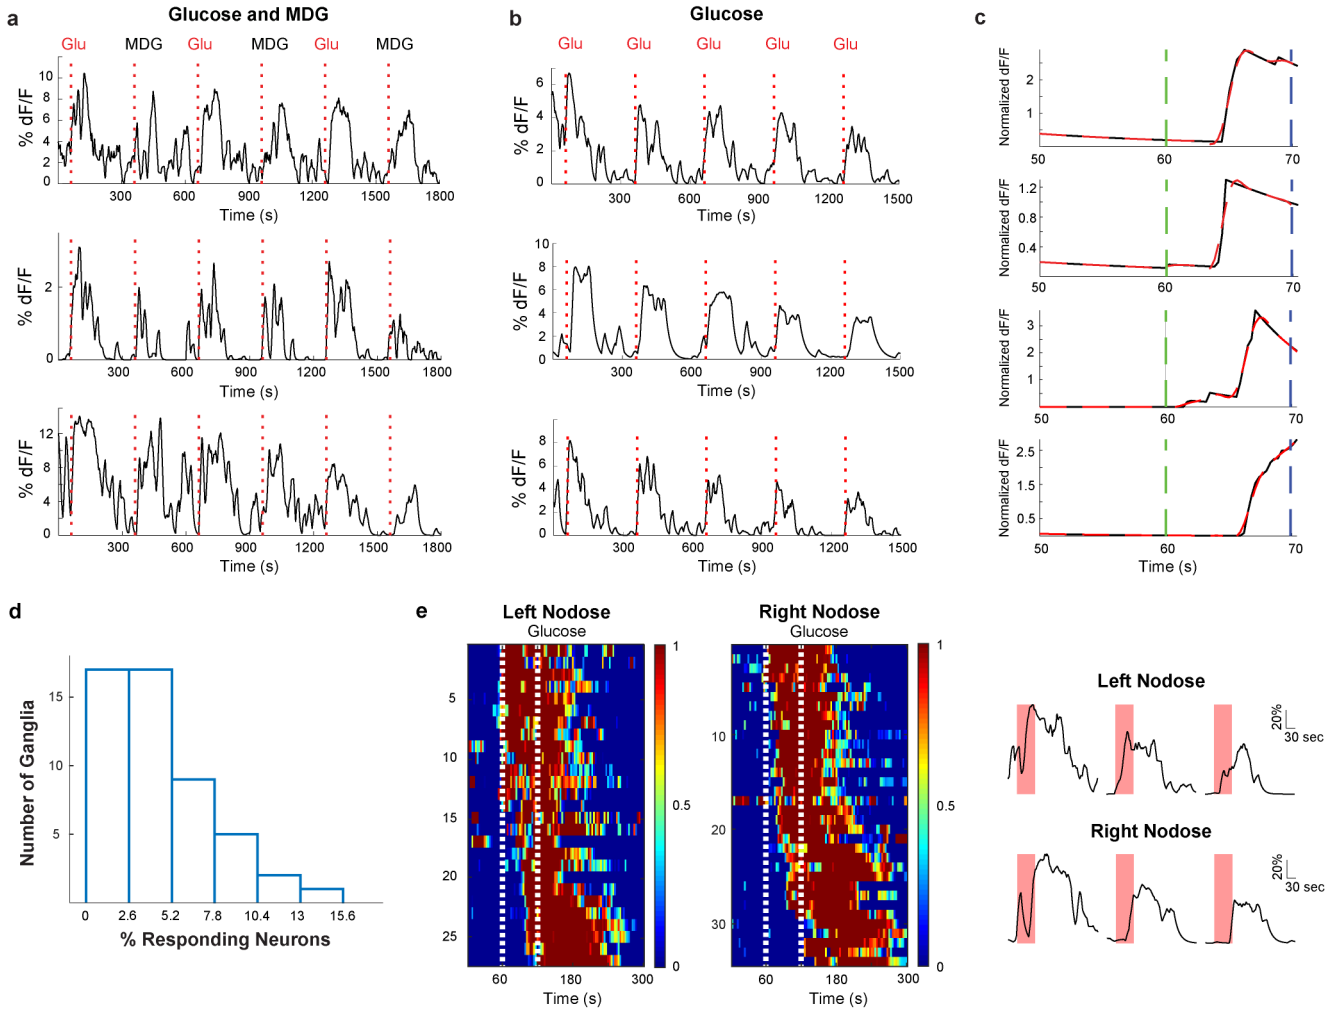 a
Glucose and MDG
Glu MDG Glu MDG Glu MDG
% dF/F
10
8
6
4
2
0
300 600 900 1200 1500 1800
Time (s)
% dF/F
2
0
300 600 900 1200 1500 1800
Time (s)
% dF/F
12
8
4
0
300 600 900 1200 1500 1800
Time (s)
b
Glucose
Glu Glu Glu Glu Glu
% dF/F
6
4
2
0
300 600 900 1200 1500
Time (s)
% dF/F
10
8
6
4
2
0
300 600 900 1200 1500
Time (s)
% dF/F
8
6
4
2
0
300 600 900 1200 1500
Time (s)
c
Normalized dF/F
2
1
50 60 70
Normalized dF/F
1.2
0.8
0.4
50 60 70
Normalized dF/F
3
2
1
50 60 70
Normalized dF/F
2.5
1.5
0.5
50 60 70
Time (s)
d
Number of Ganglia
15
10
5
0 2.6 5.2 7.8 10.4 13 15.6
% Responding Neurons
e
Left Nodose
Glucose
5
10
15
20
25
60 180 300
Time (s)
1
0.5
0
Right Nodose
Glucose
10
20
30
60 180 300
Time (s)
1
0.5
0
Left Nodose
20%
30 sec
Right Nodose
20%
30 sec